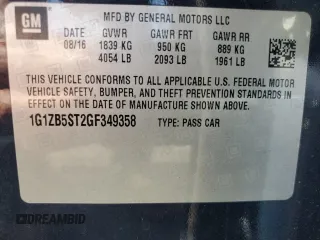 GM
MFD BY GENERAL MOTORS LLC
DATE GVWR GAWR FRT GAWR RR
08/16 1839 KG 950 KG 889 KG
4054 LB 2093 LB 1961 LB
THIS VEHICLE CONFORMS TO ALL APPLICABLE U.S. FEDERAL MOTOR
VEHICLE SAFETY, BUMPER, AND THEFT PREVENTION STANDARDS
IN EFFECT ON THE DATE OF MANUFACTURE SHOWN ABOVE.
1G1ZB5ST2GF349358 TYPE: PASS CAR
DREAMBID